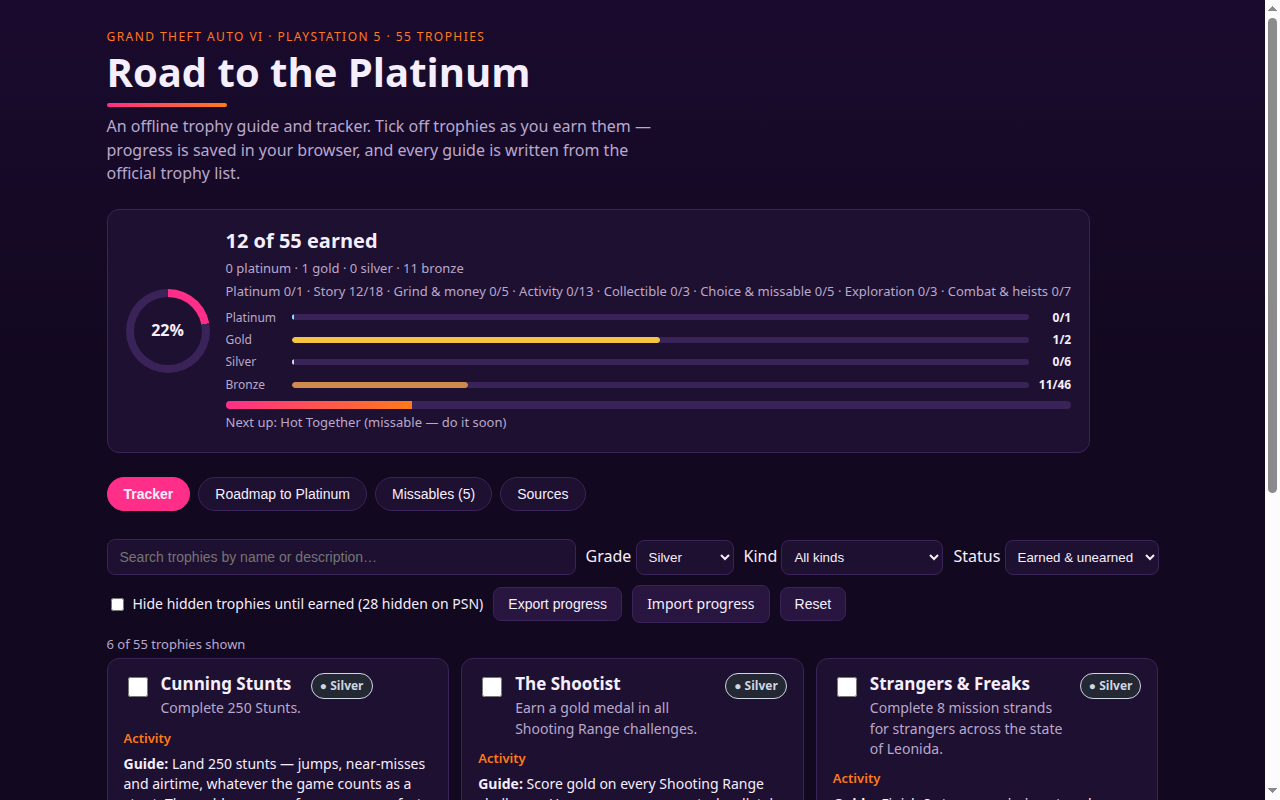 GRAND THEFT AUTO VI · PLAYSTATION 5 · 55 TROPHIES
Road to the Platinum
An offline trophy guide and tracker. Tick off trophies as you earn them —
progress is saved in your browser, and every guide is written from the
official trophy list.
22%
12 of 55 earned
0 platinum · 1 gold · 0 silver · 11 bronze
Platinum 0/1 · Story 12/18 · Grind & money 0/5 · Activity 0/13 · Collectible 0/3 · Choice & missable 0/5 · Exploration 0/3 · Combat & heists 0/7
Platinum 0/1
Gold 1/2
Silver 0/6
Bronze 11/46
Next up: Hot Together (missable — do it soon)
Tracker Roadmap to Platinum Missables (5) Sources
Search trophies by name or description… Grade Silver Kind All kinds Status Earned & unearned
Hide hidden trophies until earned (28 hidden on PSN) Export progress Import progress Reset
6 of 55 trophies shown
Cunning Stunts ● Silver
Complete 250 Stunts.
Activity
Guide: Land 250 stunts — jumps, near-misses
and airtime, whatever the game counts as a
The Shootist ● Silver
Earn a gold medal in all
Shooting Range challenges.
Activity
Guide: Score gold on every Shooting Range
Strangers & Freaks ● Silver
Complete 8 mission strands
for strangers across the state
of Leonida.
Activity